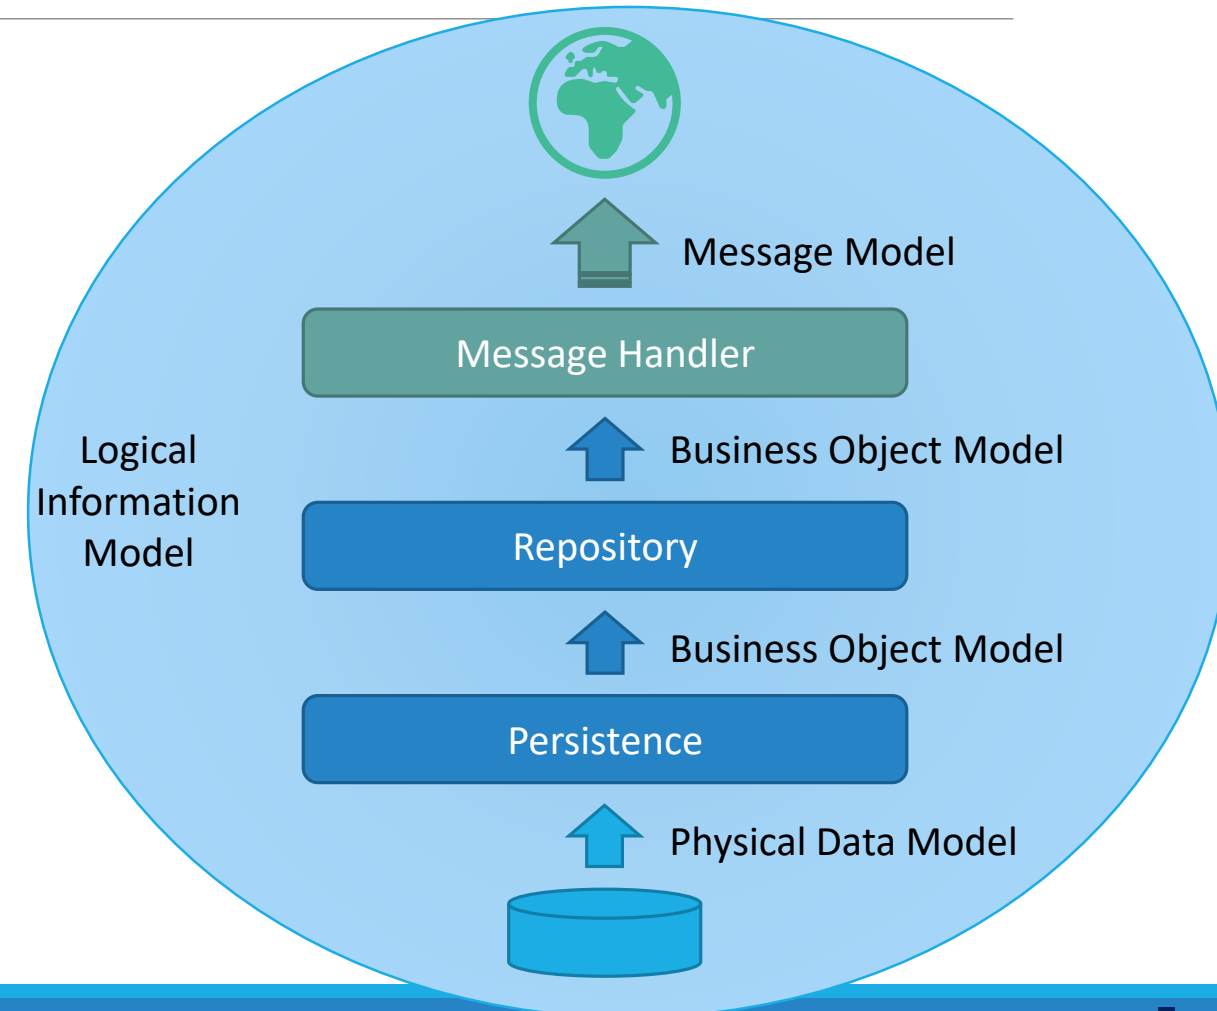 Message Model
Message Handler
Business Object Model
Logical
Information
Model
Repository
Business Object Model
Persistence
Physical Data Model